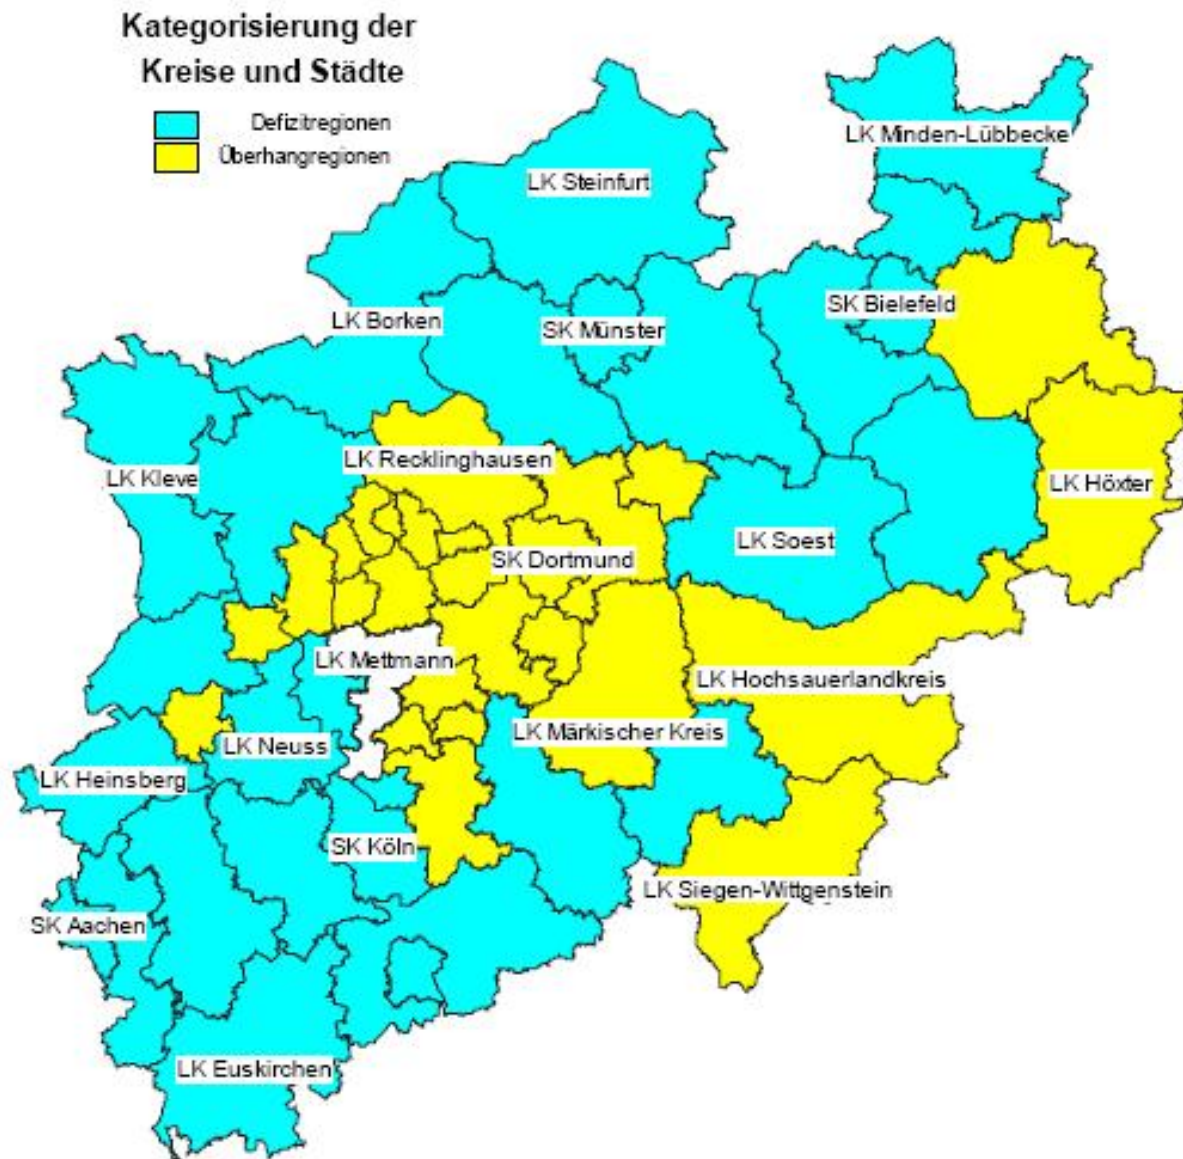 Kategorisierung der
Kreise und Städte
Defizitregionen
Überhangregionen
LK Minden-Lübbecke
LK Steinfurt
SK Bielefeld
LK Borken
SK Münster
LK Recklinghausen
LK Kleve
LK Höxter
LK Soest
SK Dortmund
LK Mettmann
LK Hochsauerlandkreis
LK Märkischer Kreis
LK Neuss
LK Heinsberg
SK Köln
LK Siegen-Wittgenstein
SK Aachen
LK Euskirchen